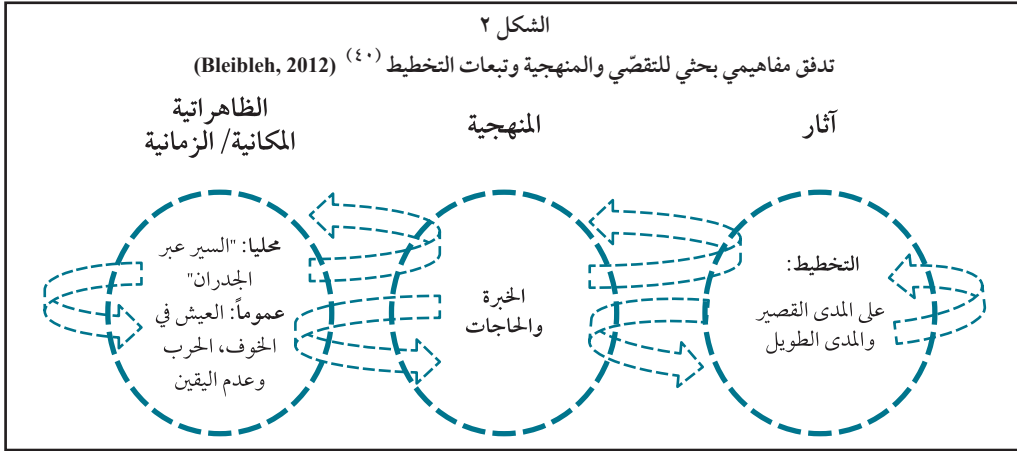 الشكل ٢
تدفق مفاهيمي بحثي للتقصّي والمنهجية وتبعات التخطيط (٤٠) (Bleibleh, 2012)
آثار
المنهجية
الظاهراتية
المكانية/ الزمانية
التخطيط:
على المدى القصير
والمدى الطويل
الخبرة
والحاجات
محليا: "السير عبر
الجدران"
عموماً: العيش في
الخوف، الحرب
وعدم اليقين